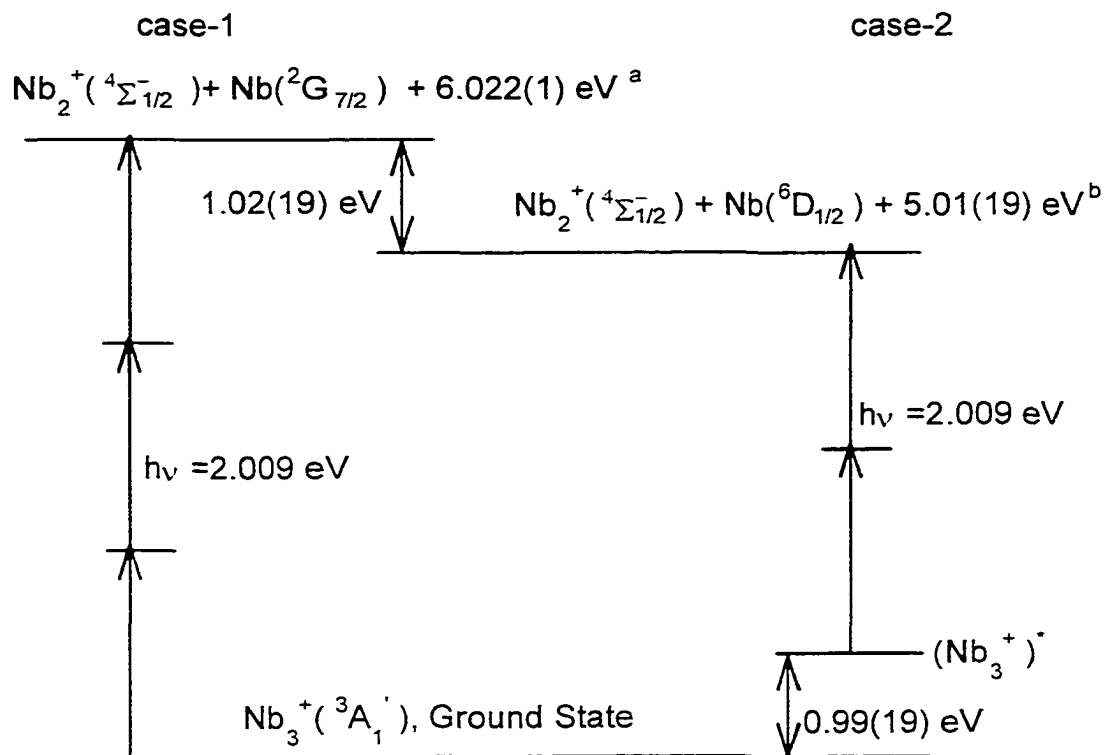 case-1
case-2
Nb₂⁺(⁴Σ⁻₁/₂) + Nb(²G₇/₂) + 6.022(1) eV ᵃ
1.02(19) eV
Nb₂⁺(⁴Σ⁻₁/₂) + Nb(⁶D₁/₂) + 5.01(19) eVᵇ
hν =2.009 eV
hν =2.009 eV
(Nb₃⁺)*
Nb₃⁺(³A₁'), Ground State
0.99(19) eV